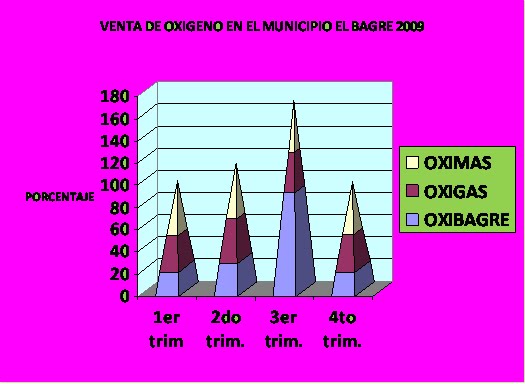 VENTA DE OXIGENO EN EL MUNICIPIO EL BAGRE 2009
180
160
140
120
100
80
60
40
20
0
PORCENTAJE
1er trim
2do trim.
3er trim.
4to trim.
OXIMAS
OXIGAS
OXIBAGRE